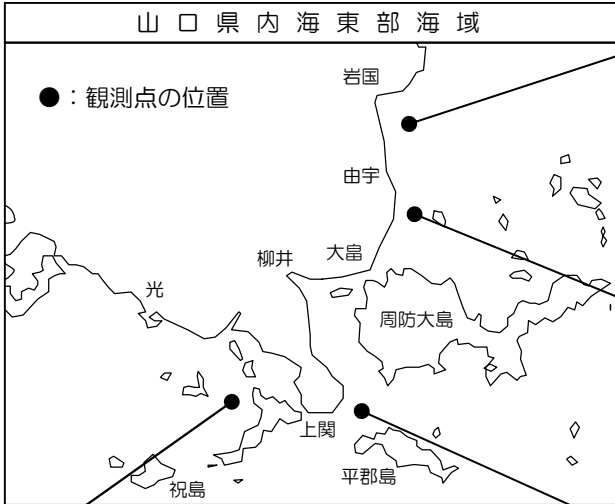 山口県内海東部海域
●：観測点の位置
岩国
由宇
大畠
柳井
光
周防大島
上関
平郡島
祝島